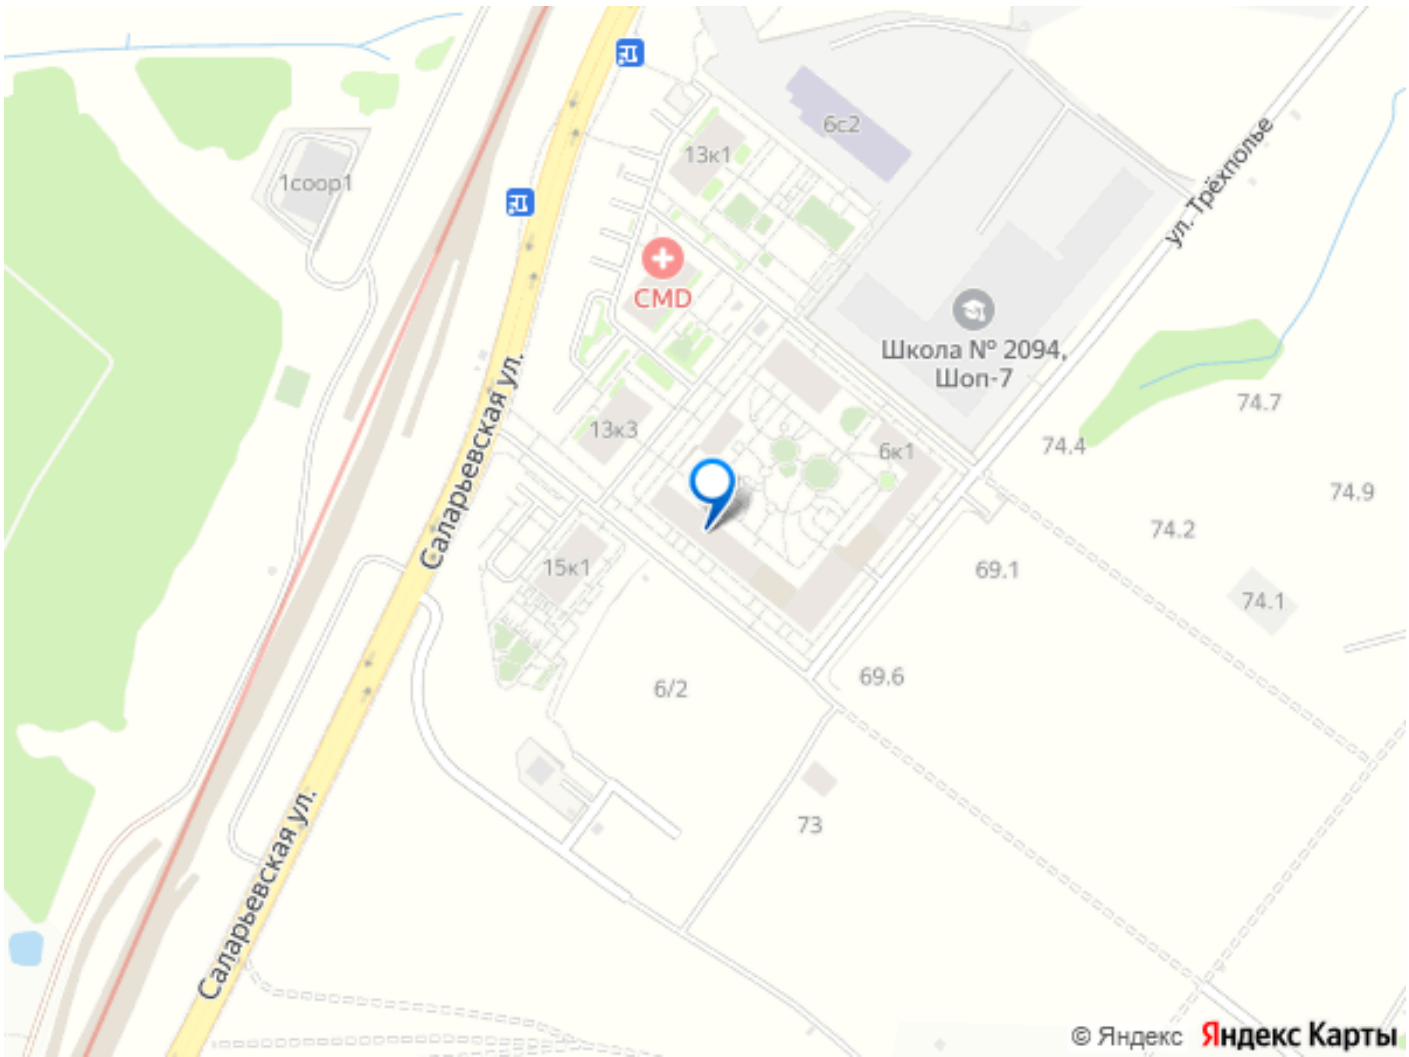 6с2
ул. Трёхполье
13к1
1соор1
CMD
Школа № 2094,
Шоп-7
Саларьевская ул.
74.7
13к3
6к1
74.4
74.9
74.2
15к1
69.1
74.1
69.6
6/2
73
Саларьевская ул.
© Яндекс Яндекс Карты